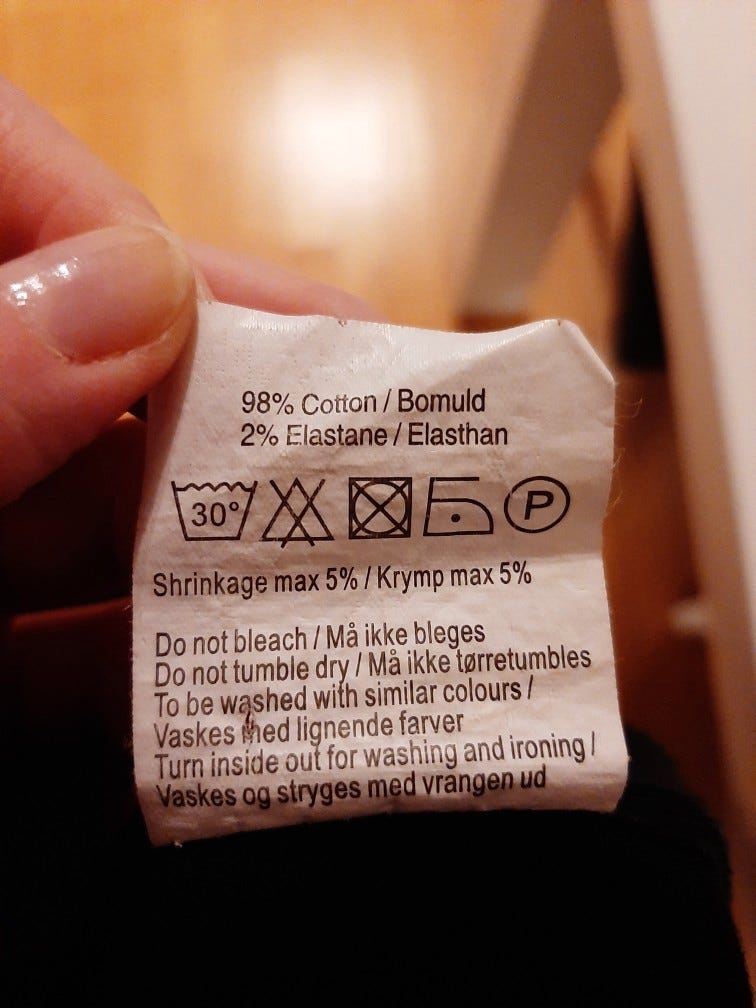 98% Cotton / Bomuld
2% Elastane / Elasthan
30° P
Shrinkage max 5% / Krymp max 5%
Do not bleach / Må ikke bleges
Do not tumble dry / Må ikke tørretumbles
To be washed with similar colours /
Vaskes med lignende farver
Turn inside out for washing and ironing /
Vaskes og stryges med vrangen ud